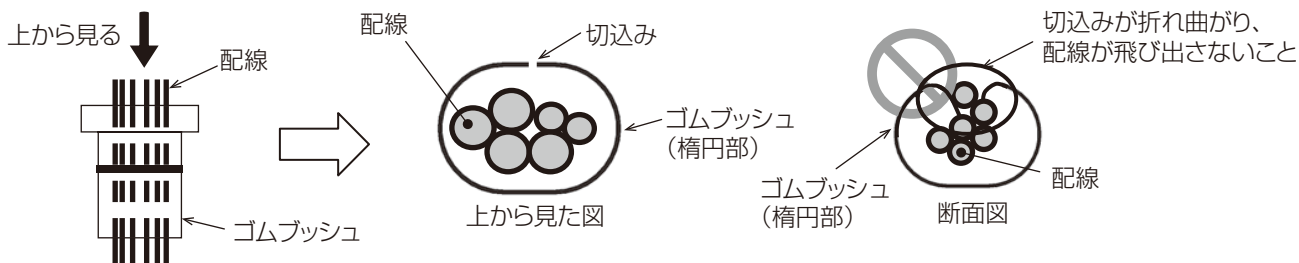 上から見る
配線
ゴムブッシュ
配線
切込み
ゴムブッシュ
（楕円部）
上から見た図
切込みが折れ曲がり、
配線が飛び出さないこと
ゴムブッシュ
（楕円部）
配線
断面図